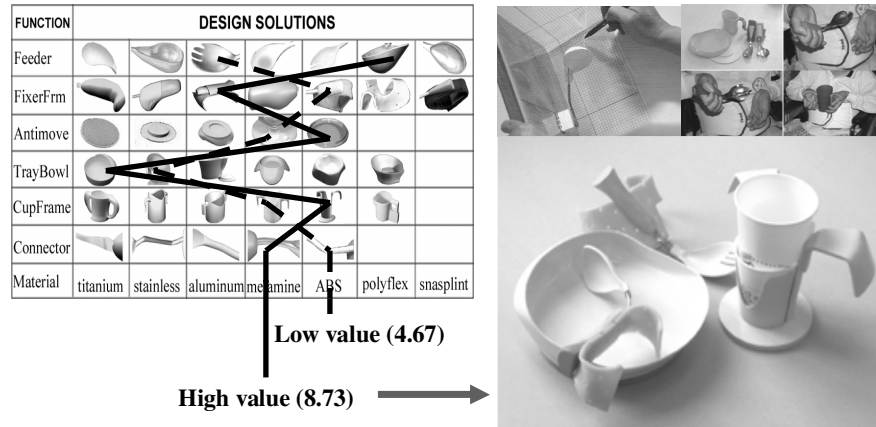 FUNCTION DESIGN SOLUTIONS
Feeder
FixerFrm
Antimove
TrayBowl
CupFrame
Connector
Material titanium stainless aluminum melamine ABS polyflex snasplint
Low value (4.67)
High value (8.73)